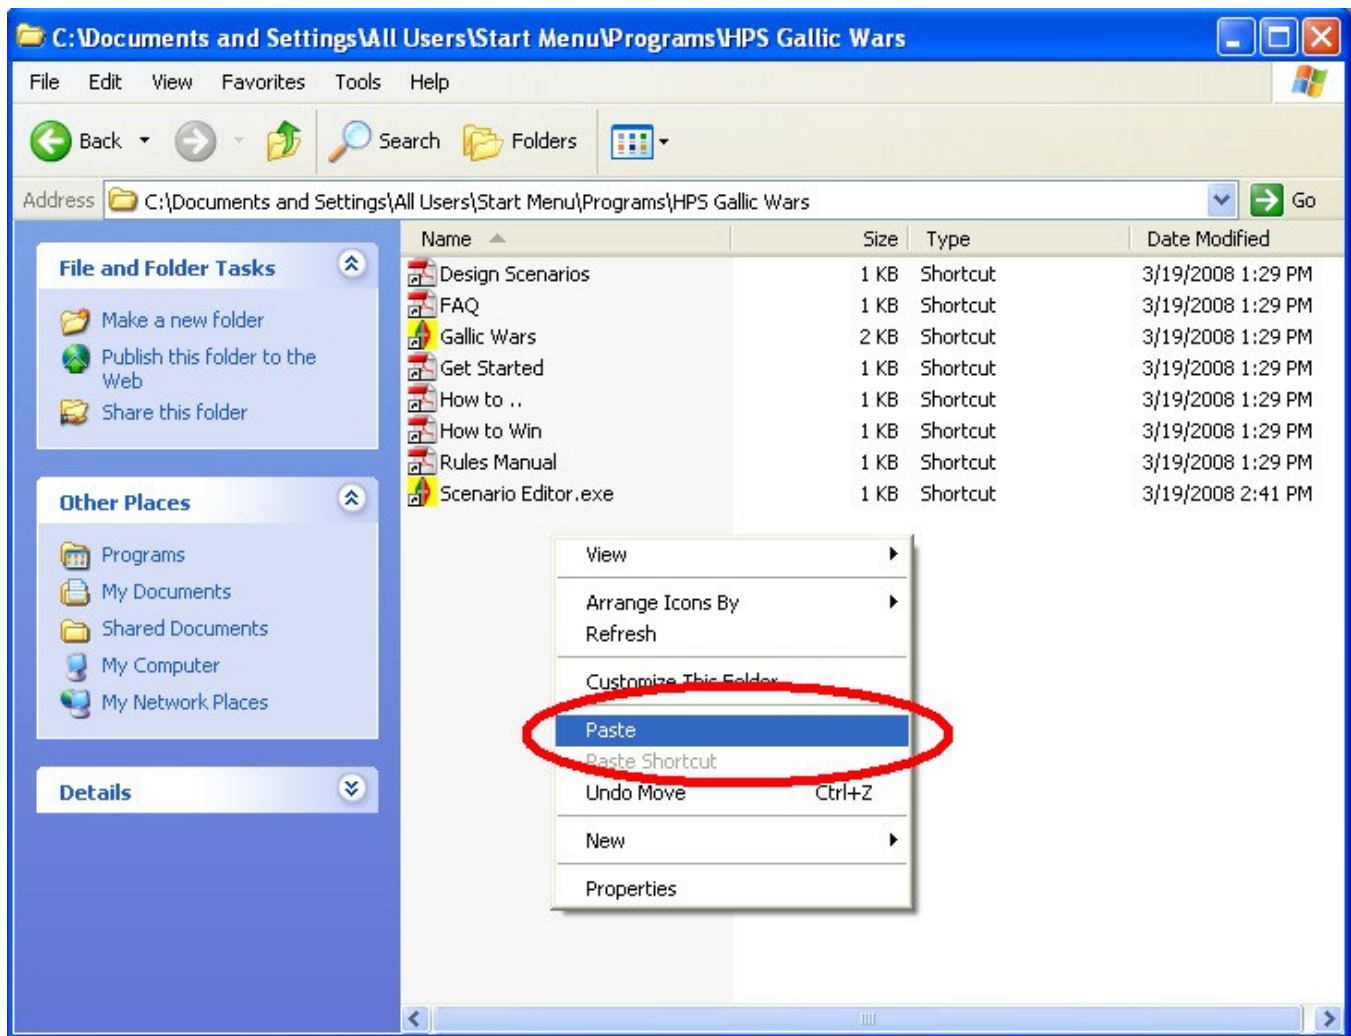 C:\Documents and Settings\All Users\Start Menu\Programs\HPS Gallic Wars
File Edit View Favorites Tools Help
Back Search Folders
Address C:\Documents and Settings\All Users\Start Menu\Programs\HPS Gallic Wars Go
File and Folder Tasks
Make a new folder
Publish this folder to the
Web
Share this folder
Other Places
Programs
My Documents
Shared Documents
My Computer
My Network Places
Details
Name Size Type Date Modified
Design Scenarios 1 KB Shortcut 3/19/2008 1:29 PM
FAQ 1 KB Shortcut 3/19/2008 1:29 PM
Gallic Wars 2 KB Shortcut 3/19/2008 1:29 PM
Get Started 1 KB Shortcut 3/19/2008 1:29 PM
How to .. 1 KB Shortcut 3/19/2008 1:29 PM
How to Win 1 KB Shortcut 3/19/2008 1:29 PM
Rules Manual 1 KB Shortcut 3/19/2008 1:29 PM
Scenario Editor.exe 1 KB Shortcut 3/19/2008 2:41 PM
View
Arrange Icons By
Refresh
Customize This Folder...
Paste
Paste Shortcut
Undo Move Ctrl+Z
New
Properties